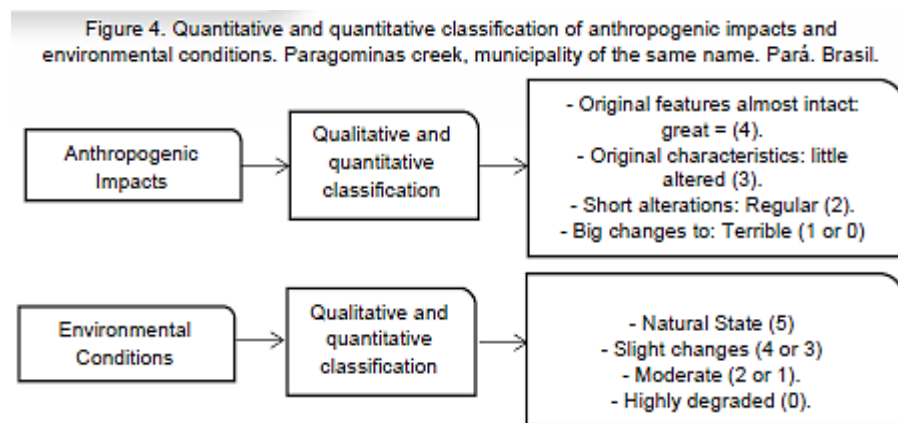 Figure 4. Quantitative and quantitative classification of anthropogenic impacts and
environmental conditions. Paragominas creek, municipality of the same name. Pará. Brasil.
Anthropogenic
Impacts
Qualitative and
quantitative
classification
- Original features almost intact:
great = (4).
- Original characteristics: little
altered (3).
- Short alterations: Regular (2).
- Big changes to: Terrible (1 or 0)
Environmental
Conditions
Qualitative and
quantitative
classification
- Natural State (5)
- Slight changes (4 or 3)
- Moderate (2 or 1).
- Highly degraded (0).